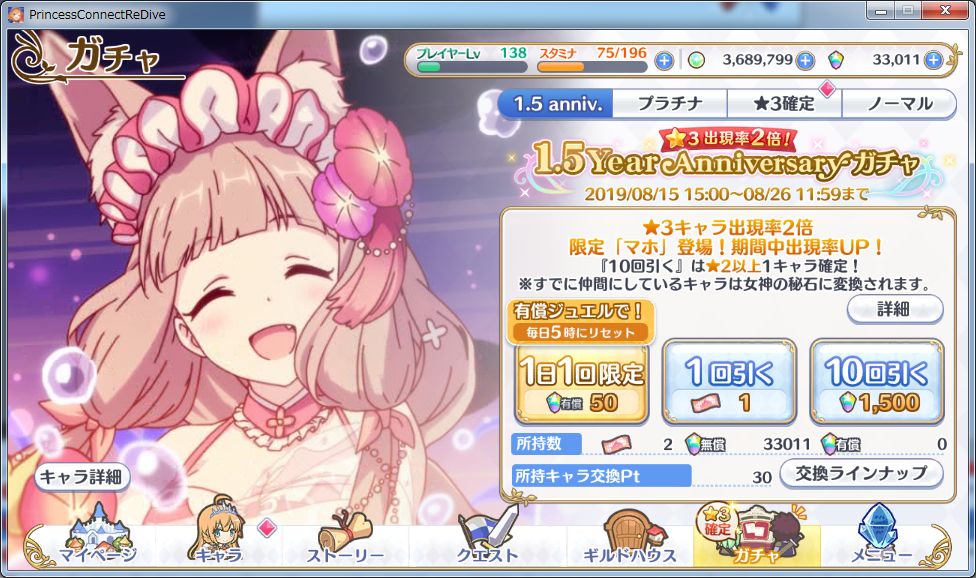 PrincessConnectReDive
ガチャ
プレイヤーLv 138 スタミナ 75/196 3,689,799 33,011
1.5 anniv. プラチナ ★3確定 ノーマル
★3出現率2倍!
1.5 Year Anniversary ガチャ
2019/08/15 15:00〜08/26 11:59まで
★3キャラ出現率2倍
限定「マホ」登場！期間中出現率UP！
『10回引く』は★2以上1キャラ確定！
※すでに仲間にしているキャラは女神の秘石に変換されます。
詳細
有償ジュエルで！
毎日5時にリセット
1日1回限定 1回引く 10回引く
有償 50 1 1,500
所持数 2 無償 33011 有償 0
所持キャラ交換Pt 30 交換ラインナップ
キャラ詳細
★3確定
マイページ キャラ ストーリー クエスト ギルドハウス ガチャ メニュー